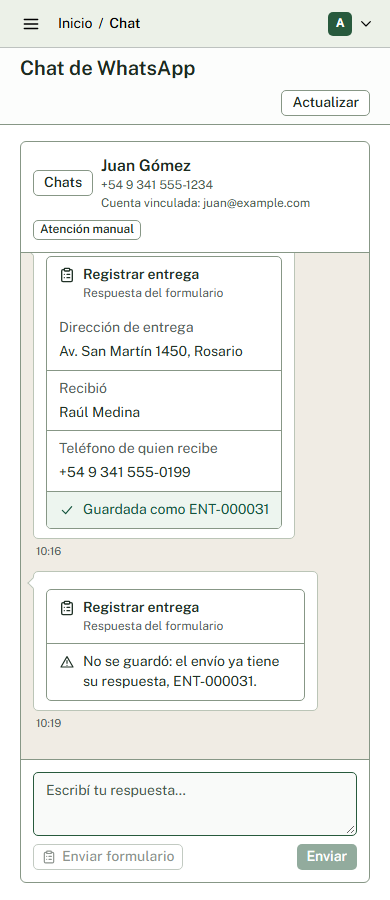 Inicio / Chat
A
Chat de WhatsApp
Actualizar
Chats
Juan Gómez
+54 9 341 555-1234
Cuenta vinculada: juan@example.com
Atención manual
Registrar entrega
Respuesta del formulario
Dirección de entrega
Av. San Martín 1450, Rosario
Recibió
Raúl Medina
Teléfono de quien recibe
+54 9 341 555-0199
Guardada como ENT-000031
10:16
Registrar entrega
Respuesta del formulario
No se guardó: el envío ya tiene
su respuesta, ENT-000031.
10:19
Escribí tu respuesta...
Enviar formulario
Enviar